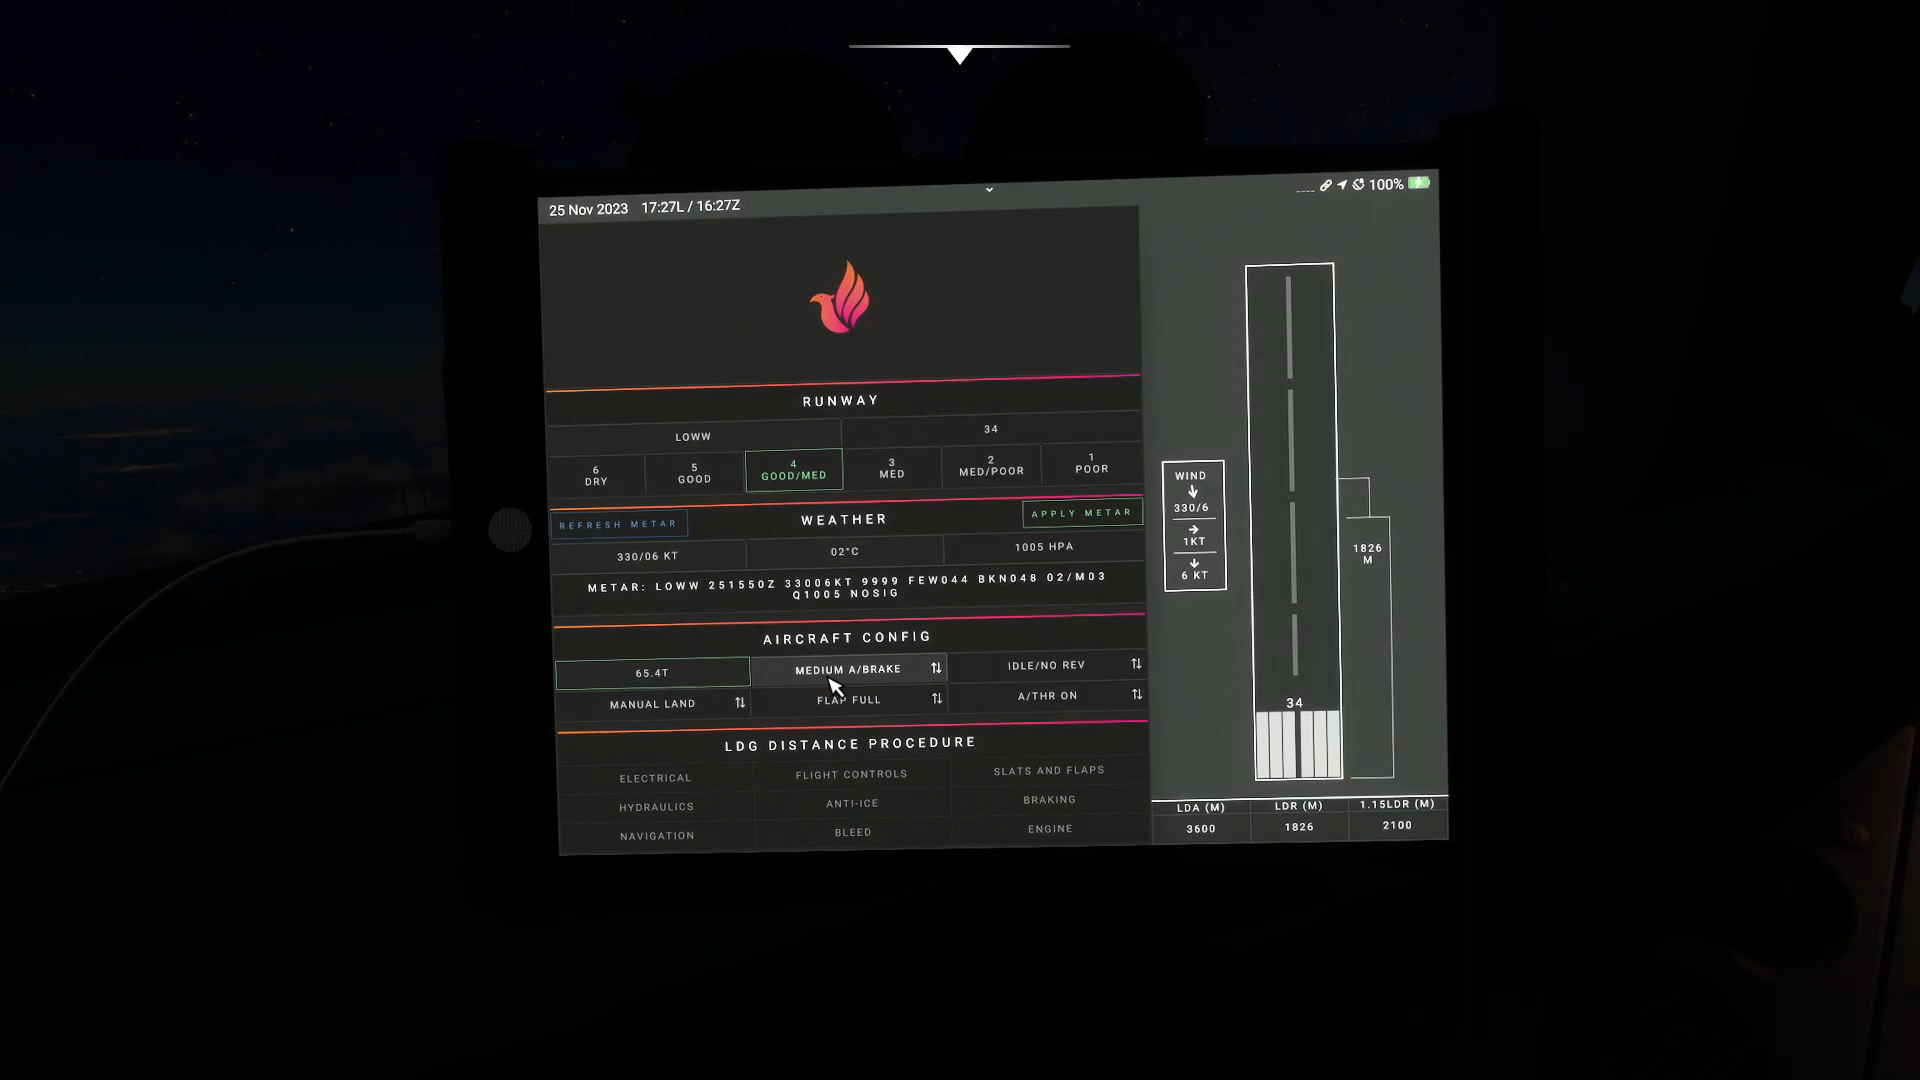 25 Nov 2023 17:27L / 16:27Z
100%
RUNWAY
LOWW
34
6
DRY
5
GOOD
4
GOOD/MED
3
MED
2
MED/POOR
1
POOR
REFRESH METAR
WEATHER
APPLY METAR
330/06 KT
02°C
1005 HPA
METAR: LOWW 251550Z 33006KT 9999 FEW044 BKN048 02/M03
Q1005 NOSIG
AIRCRAFT CONFIG
65.4T
MEDIUM A/BRAKE
IDLE/NO REV
MANUAL LAND
FLAP FULL
A/THR ON
LDG DISTANCE PROCEDURE
ELECTRICAL
FLIGHT CONTROLS
SLATS AND FLAPS
HYDRAULICS
ANTI-ICE
BRAKING
NAVIGATION
BLEED
ENGINE
WIND
330/6
1KT
6 KT
1826
M
34
LDA (M)
LDR (M)
1.15LDR (M)
3600
1826
2100